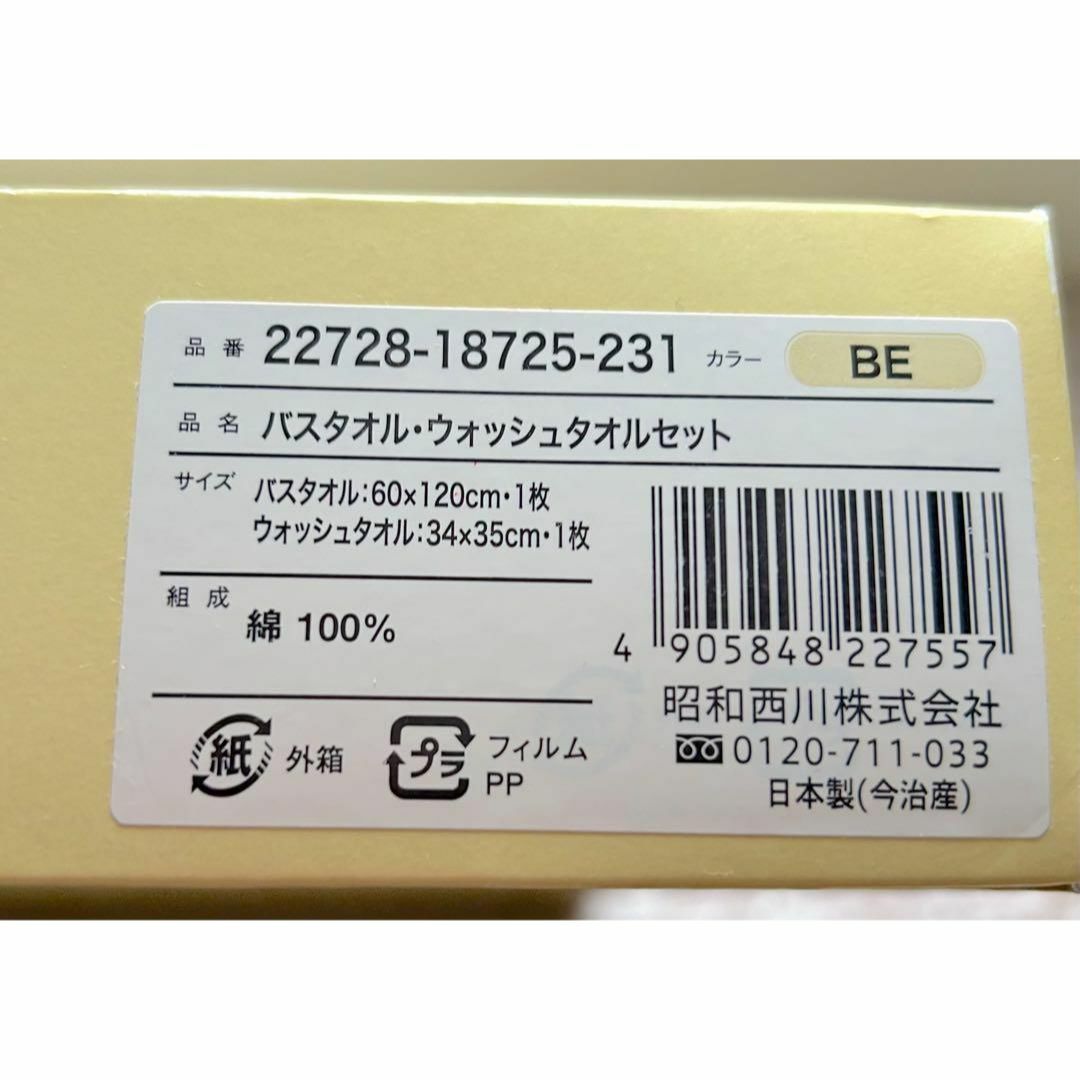 品番 22728-18725-231 カラー BE
品名 バスタオル・ウォッシュタオルセット
サイズ バスタオル:60×120cm・1枚
ウォッシュタオル:34×35cm・1枚
組成 綿 100%
4 905848 227557
昭和西川株式会社
0120-711-033
日本製(今治産)
紙 外箱 プラ フィルム
PP